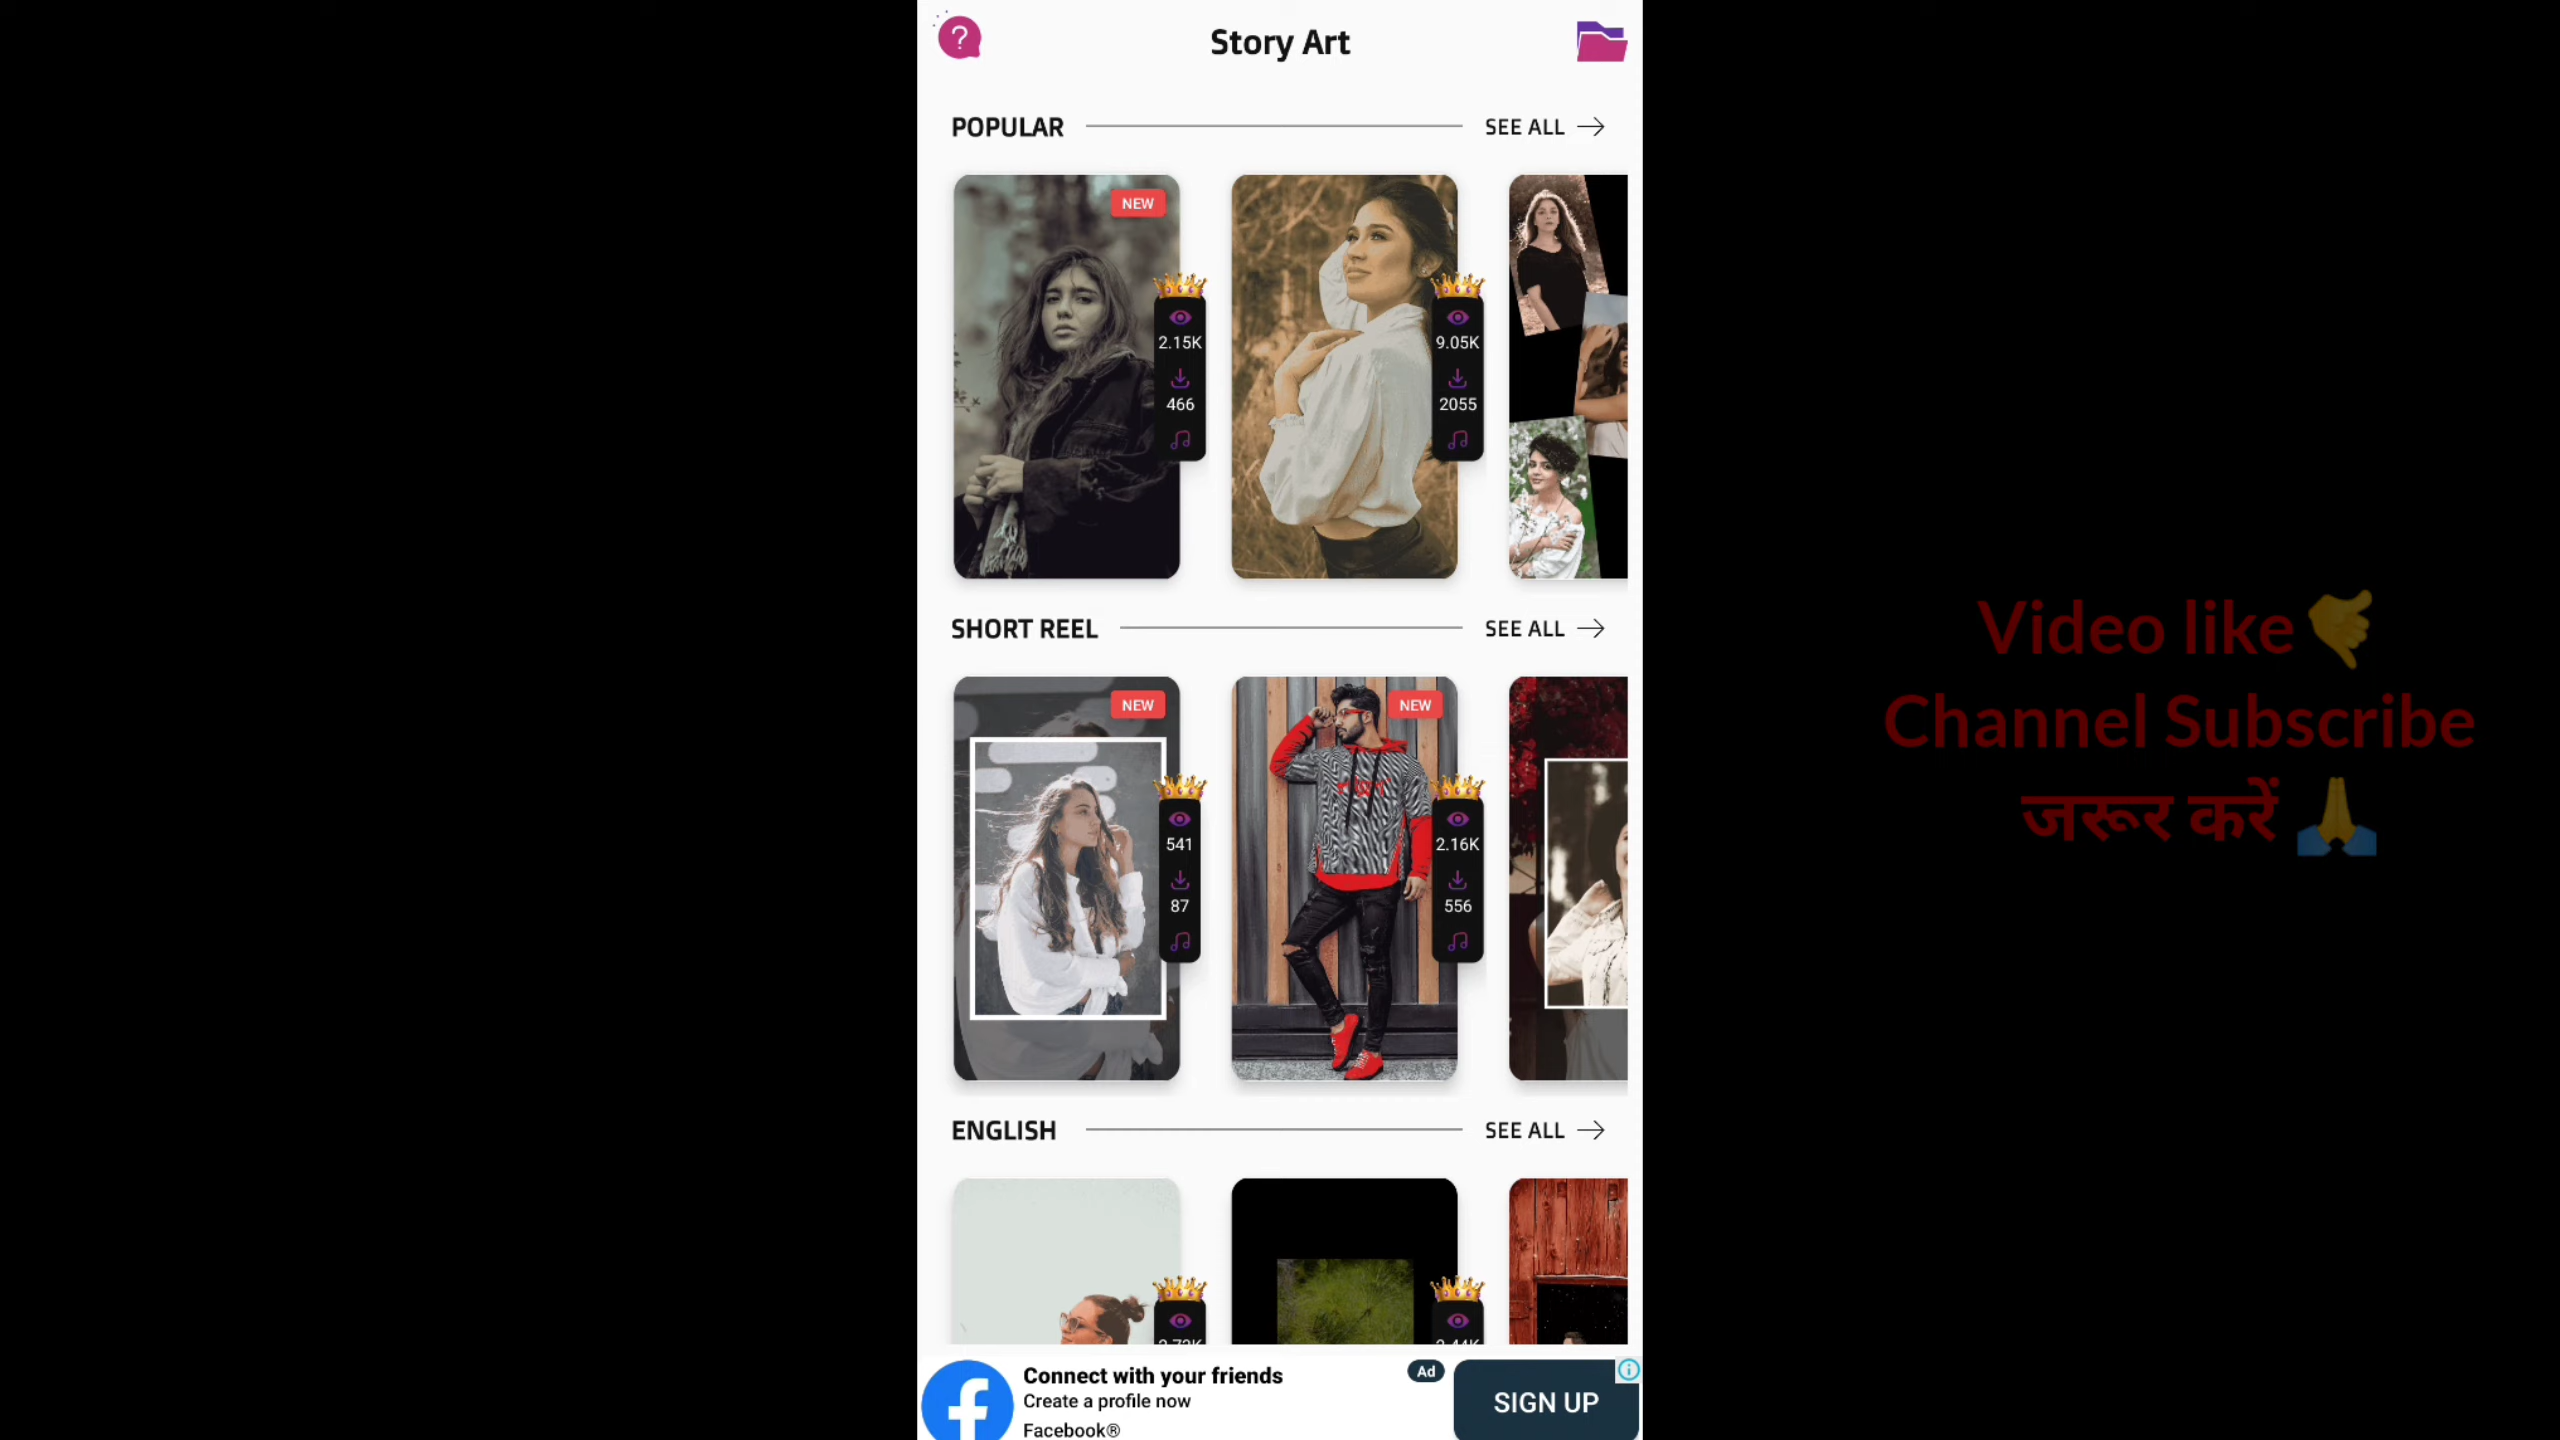 Story Art
POPULAR
SEE ALL
NEW
2.15K
466
9.05K
2055
SHORT REEL
SEE ALL
NEW
541
87
NEW
2.16K
556
ENGLISH
SEE ALL
Connect with your friends
Create a profile now
Facebook®
Ad
SIGN UP
Video like
Channel Subscribe
जरूर करें